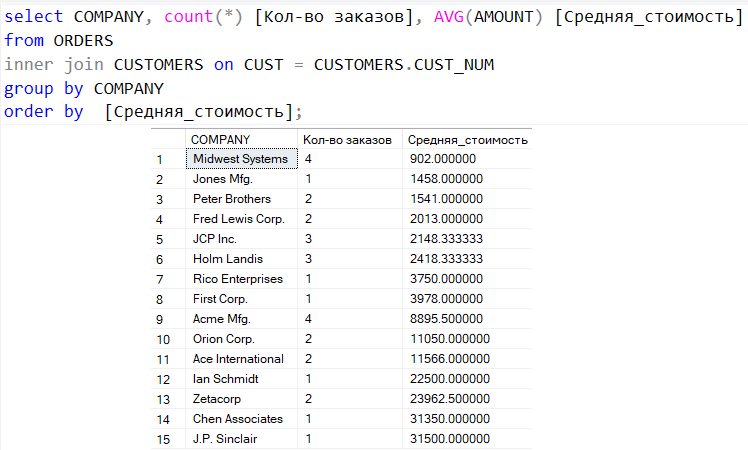 select COMPANY, count(*) [Кол-во заказов], AVG(AMOUNT) [Средняя_стоимость]
from ORDERS
inner join CUSTOMERS on CUST = CUSTOMERS.CUST_NUM
group by COMPANY
order by  [Средняя_стоимость];
COMPANY Кол-во заказов Средняя_стоимость
1 Midwest Systems 4 902.000000
2 Jones Mfg. 1 1458.000000
3 Peter Brothers 2 1541.000000
4 Fred Lewis Corp. 2 2013.000000
5 JCP Inc. 3 2148.333333
6 Holm Landis 3 2418.333333
7 Rico Enterprises 1 3750.000000
8 First Corp. 1 3978.000000
9 Acme Mfg. 4 8895.500000
10 Orion Corp. 2 11050.000000
11 Ace International 2 11566.000000
12 Ian Schmidt 1 22500.000000
13 Zetacorp 2 23962.500000
14 Chen Associates 1 31350.000000
15 J.P. Sinclair 1 31500.000000